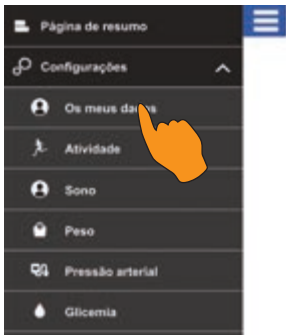 Página de resumo
Configurações
Os meus dados
Atividade
Sono
Peso
Pressão arterial
Glicemia